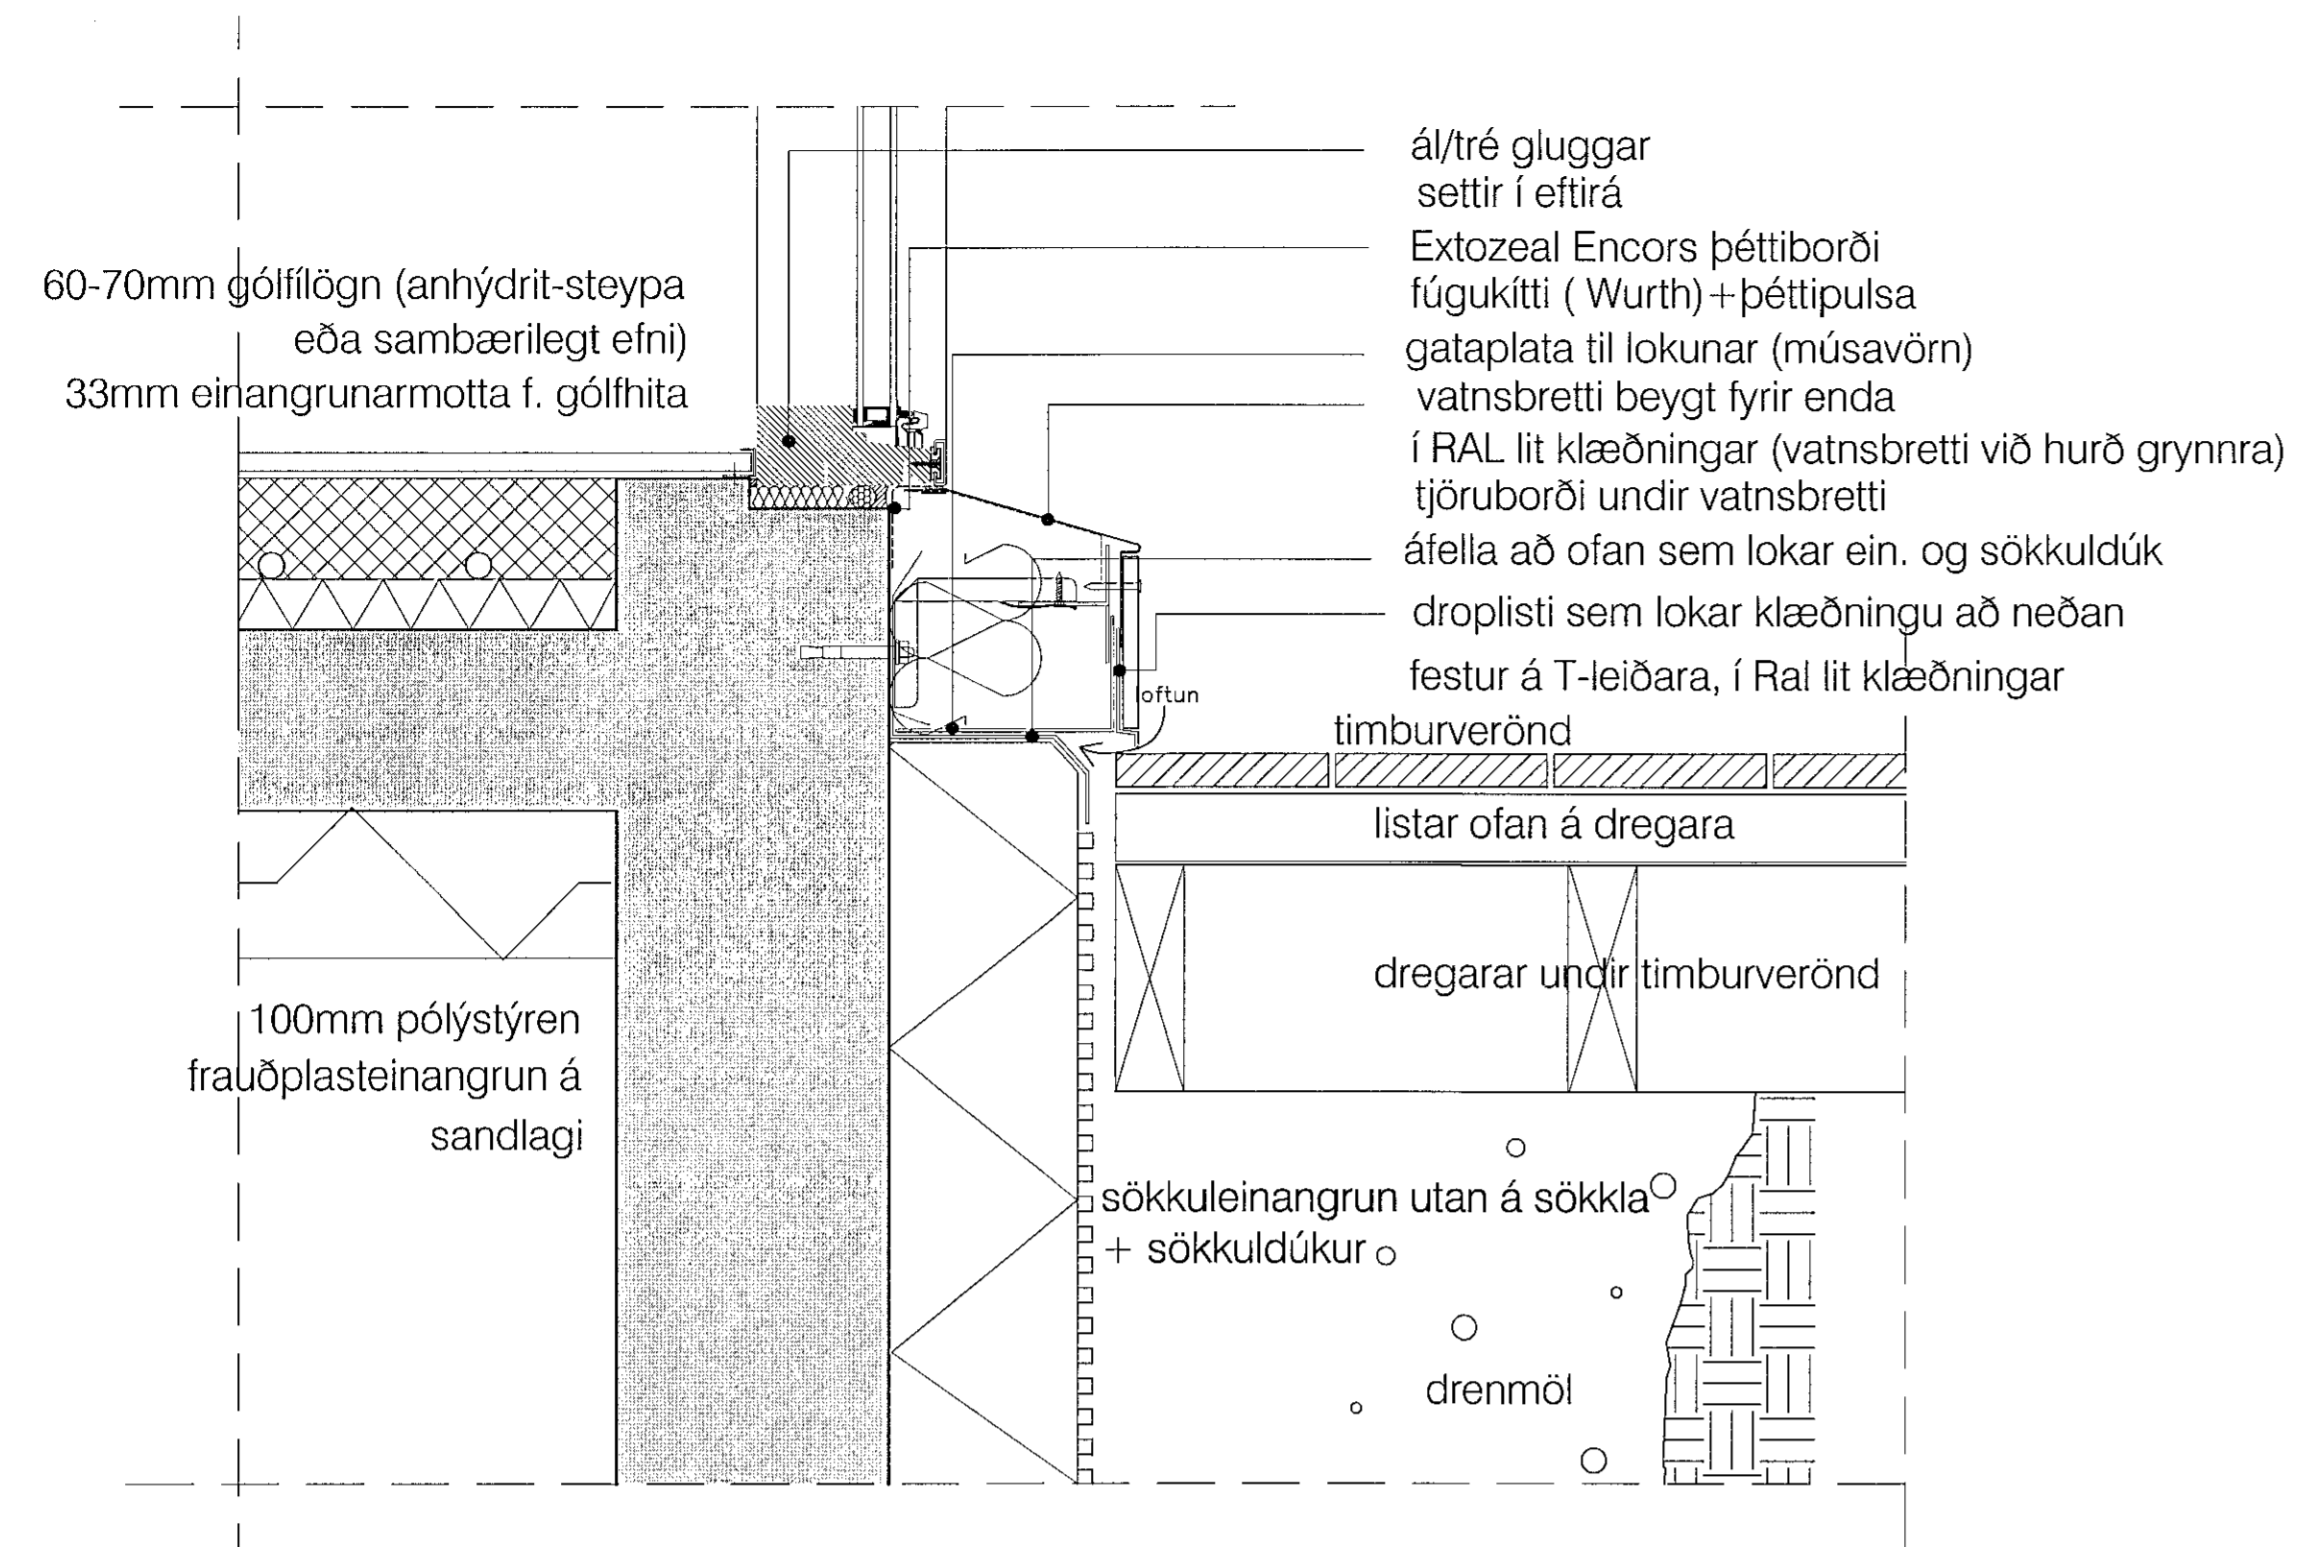 ál/tré gluggar
settir í eftirá
Extozeal Encors þéttiborði
fúgukítti ( Wurth)+þéttipulsa
gataplata til lokunar (músavörn)
vatnsbretti beygt fyrir enda
í RAL lit klæðningar (vatnsbretti við hurð grynnra)
tjöruborði undir vatnsbretti
áfella að ofan sem lokar ein. og sökkuldúk
droplisti sem lokar klæðningu að neðan
festur á T-leiðara, í Ral lit klæðningar
60-70mm gólfílögn (anhýdrit-steypa
eða sambærilegt efni)
33mm einangrunarmotta f. gólfhita
loftun
timburverönd
listar ofan á dregara
dregarar undir timburverönd
100mm pólýstýren
frauðplasteinangrun á
sandlagi
sökkuleinangrun utan á sökkla
+ sökkuldúkur
drenmöl